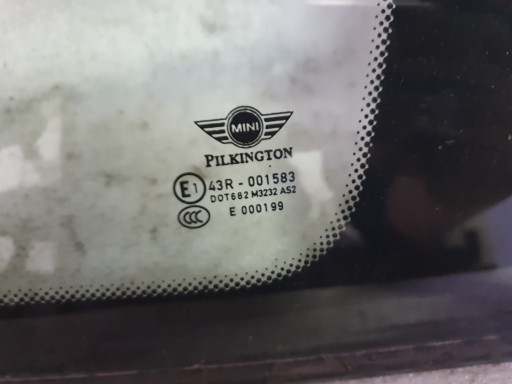 MINI
PILKINGTON
E1 43R - 001583
DOT682 M3232 AS2
CCC E 000199